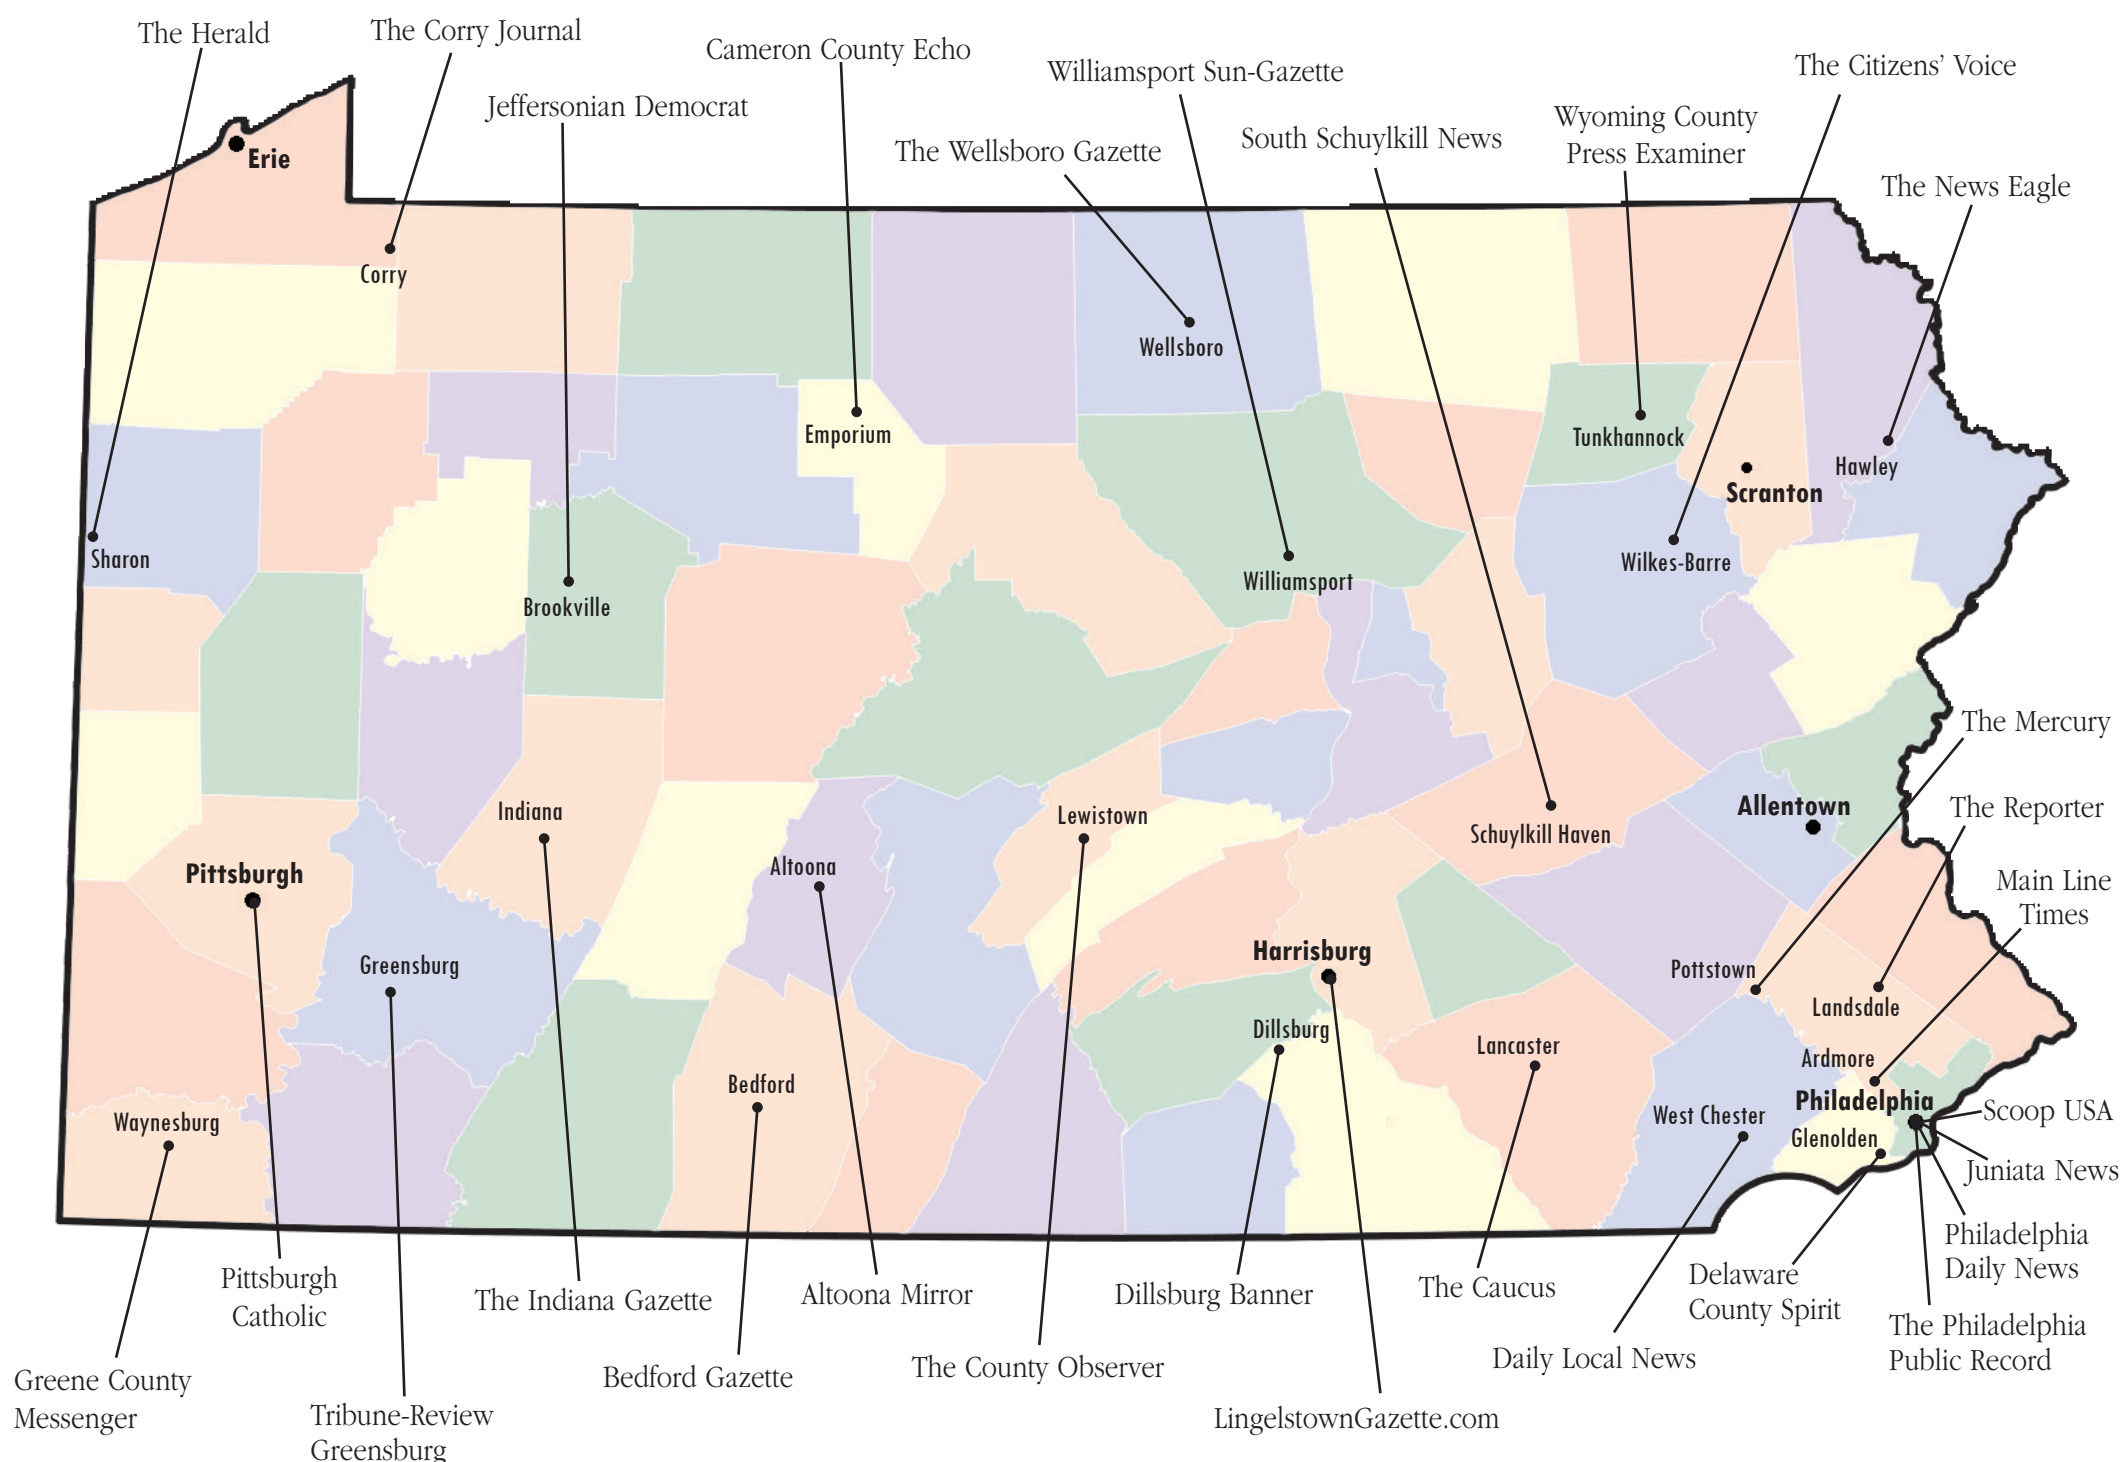 The Herald
The Corry Journal
Cameron County Echo
Williamsport Sun-Gazette
The Citizens' Voice
Jeffersonian Democrat
Wyoming County
Press Examiner
South Schuylkill News
The Wellsboro Gazette
The News Eagle
Erie
Corry
Wellsboro
Emporium
Tunkhannock
Hawley
Scranton
Sharon
Wilkes-Barre
Williamsport
Brookville
The Mercury
Indiana
Lewistown
Allentown
The Reporter
Schuylkill Haven
Pittsburgh
Altoona
Main Line
Times
Harrisburg
Greensburg
Pottstown
Landsdale
Dillsburg
Lancaster
Ardmore
Bedford
Philadelphia
Scoop USA
Waynesburg
West Chester
Glenolden
Juniata News
Philadelphia
Daily News
Pittsburgh
Catholic
The Indiana Gazette
Altoona Mirror
Dillsburg Banner
The Caucus
Delaware
County Spirit
The Philadelphia
Public Record
Daily Local News
The County Observer
Bedford Gazette
Greene County
Messenger
Tribune-Review
Greensburg
LingelstownGazette.com